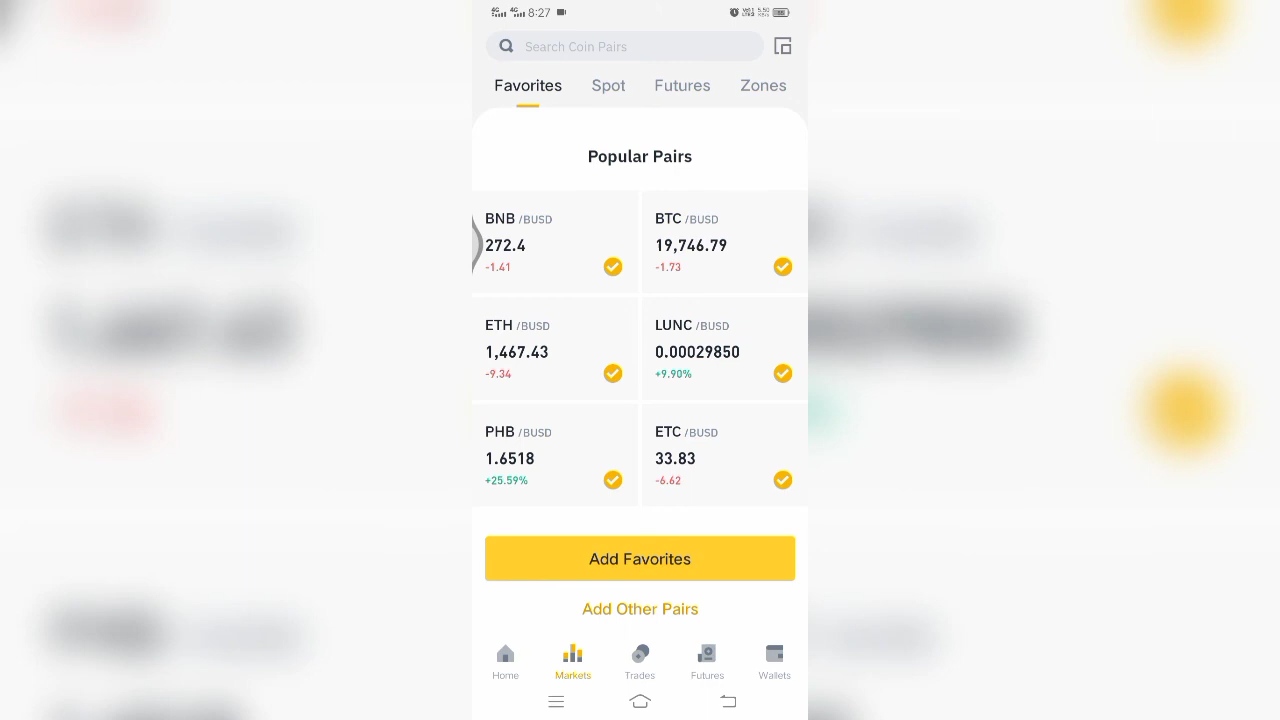 4G 4G 8:27
Search Coin Pairs
Favorites Spot Futures Zones
Popular Pairs
BNB /BUSD
272.4
-1.41
BTC /BUSD
19,746.79
-1.73
ETH /BUSD
1,467.43
-9.34
LUNC /BUSD
0.00029850
+9.90%
PHB /BUSD
1.6518
+25.59%
ETC /BUSD
33.83
-6.62
Add Favorites
Add Other Pairs
Home Markets Trades Futures Wallets